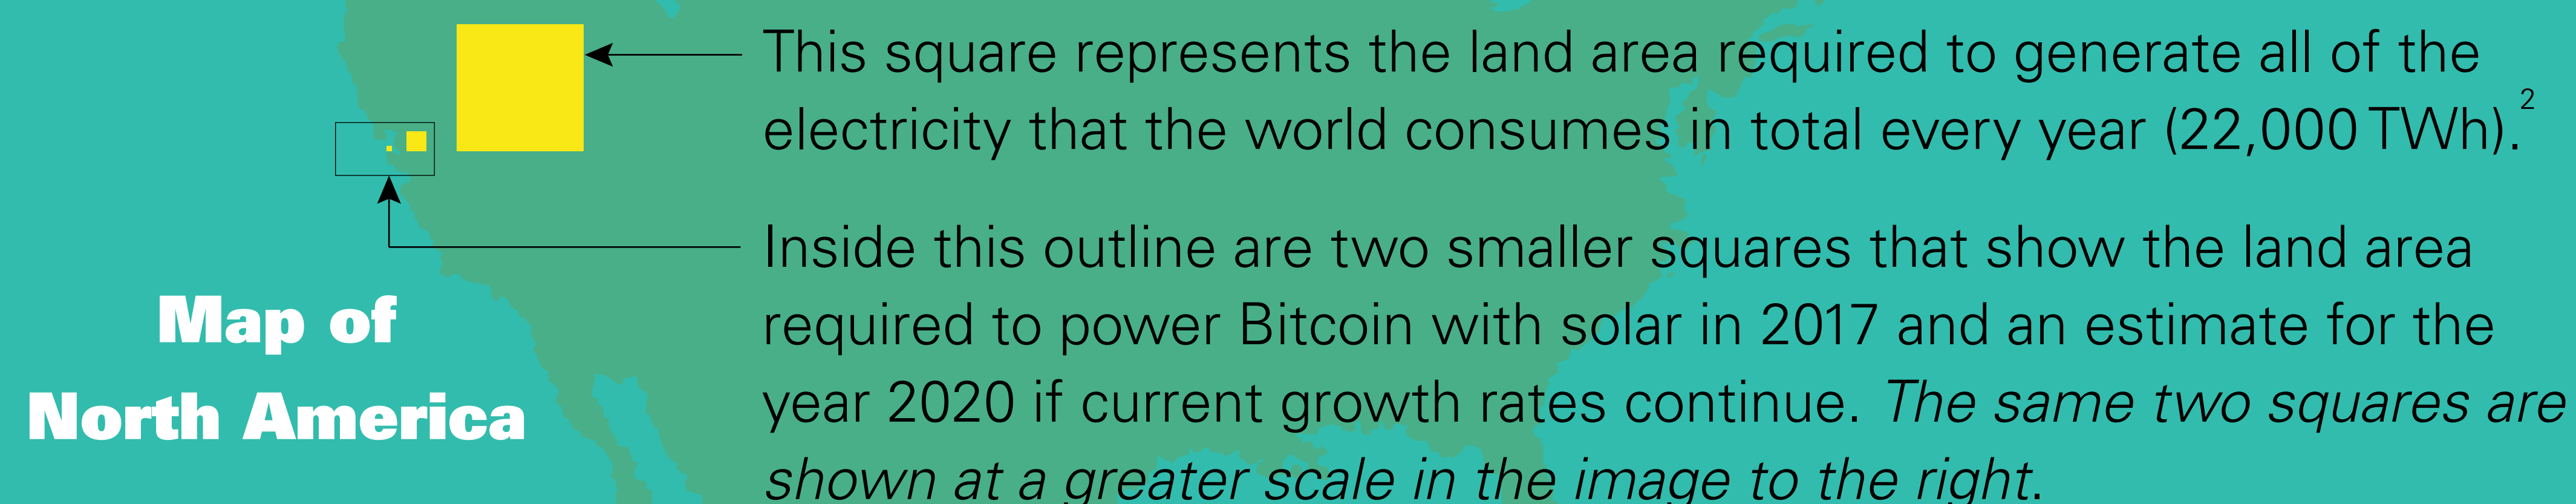 This square represents the land area required to generate all of the
electricity that the world consumes in total every year (22,000 TWh).²
Inside this outline are two smaller squares that show the land area
required to power Bitcoin with solar in 2017 and an estimate for the
year 2020 if current growth rates continue. The same two squares are
shown at a greater scale in the image to the right.
Map of
North America